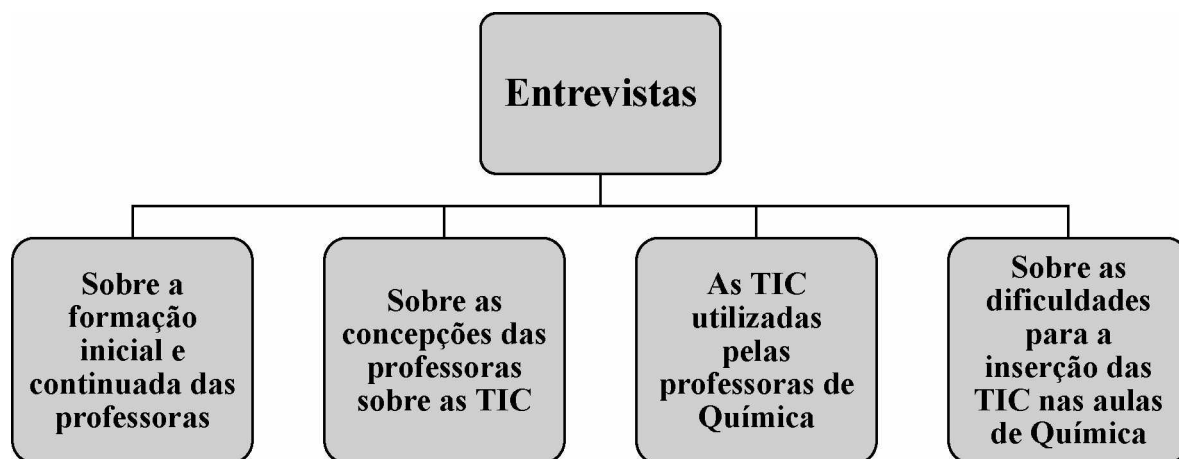 Entrevistas
Sobre a
formação
inicial e
continuada das
professoras
Sobre as
concepções das
professoras
sobre as TIC
As TIC
utilizadas
pelas
professoras de
Química
Sobre as
dificuldades
para a
inserção das
TIC nas aulas
de Química